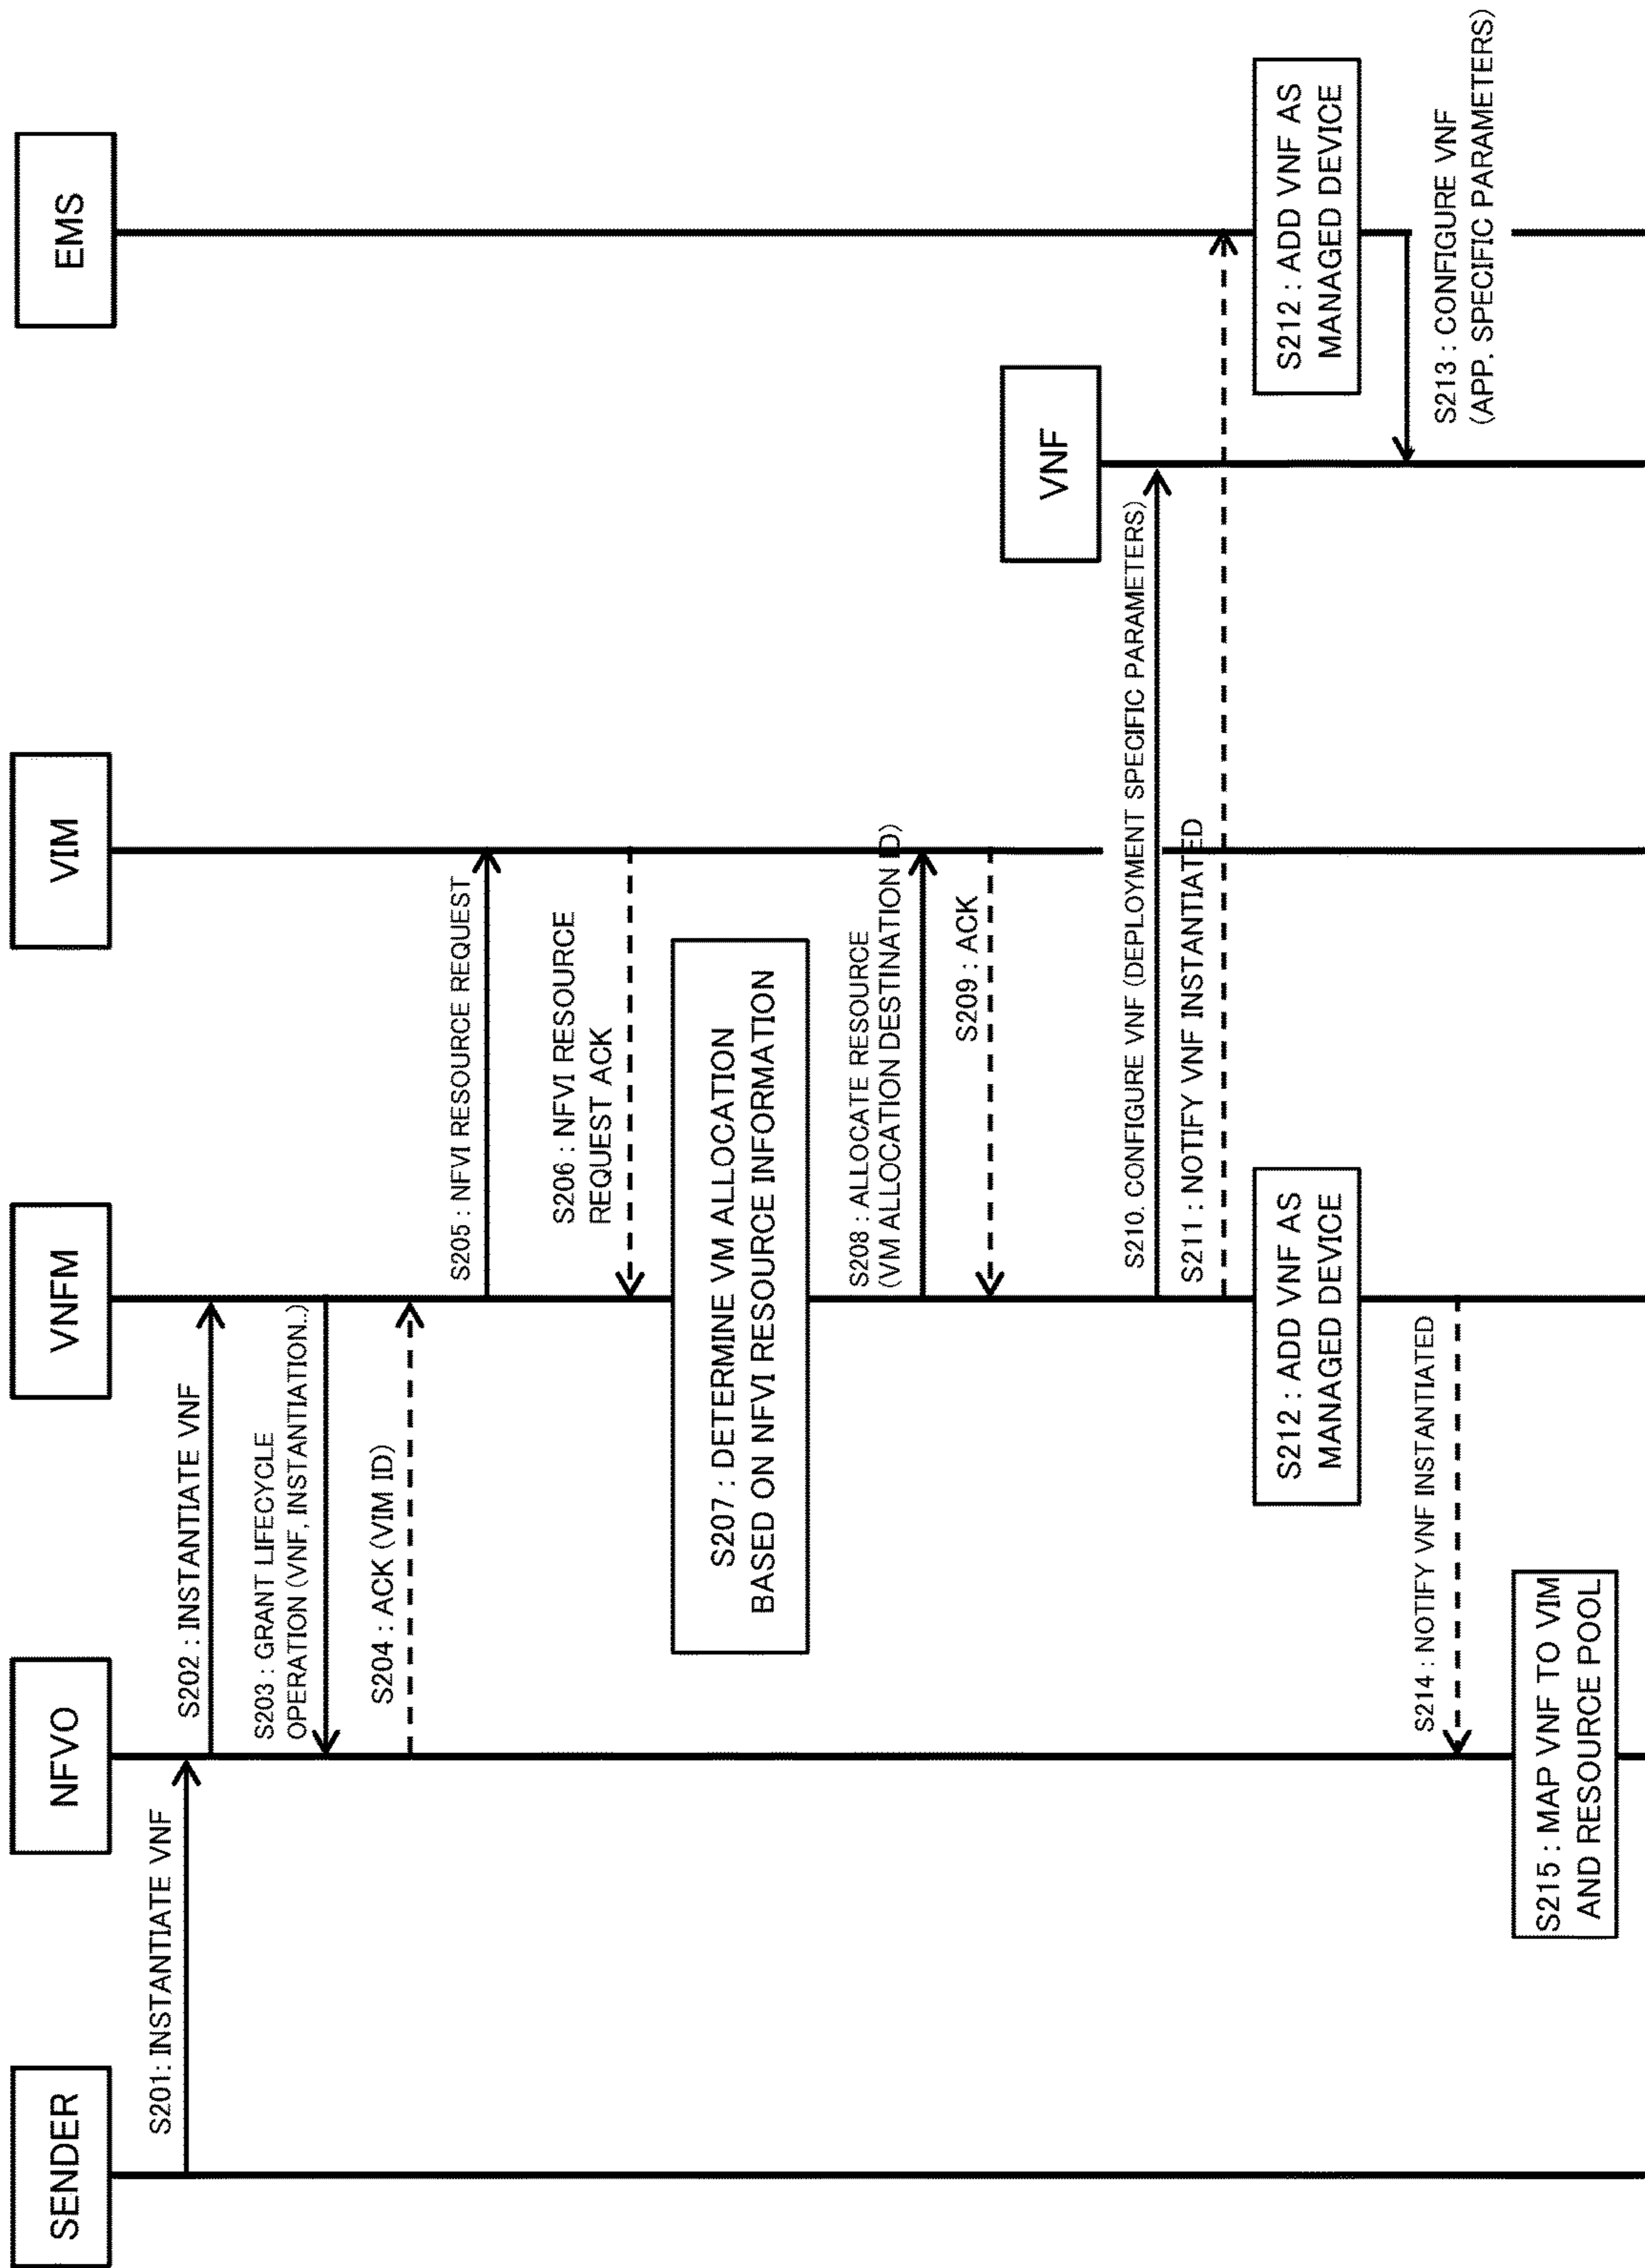 SENDER
NFVO
VNFM
VIM
VNF
EMS
S201: INSTANTIATE VNF
S202 : INSTANTIATE VNF
S203 : GRANT LIFECYCLE
OPERATION (VNF, INSTANTIATION..)
S204 : ACK (VIM ID)
S205 : NFVI RESOURCE REQUEST
S206 : NFVI RESOURCE
REQUEST ACK
S207 : DETERMINE VM ALLOCATION
BASED ON NFVI RESOURCE INFORMATION
S208 : ALLOCATE RESOURCE
(VM ALLOCATION DESTINATION ID)
S209 : ACK
S210. CONFIGURE VNF (DEPLOYMENT SPECIFIC PARAMETERS)
S211 : NOTIFY VNF INSTANTIATED
S212 : ADD VNF AS
MANAGED DEVICE
S212 : ADD VNF AS
MANAGED DEVICE
S213 : CONFIGURE VNF
(APP. SPECIFIC PARAMETERS)
S214 : NOTIFY VNF INSTANTIATED
S215 : MAP VNF TO VIM
AND RESOURCE POOL